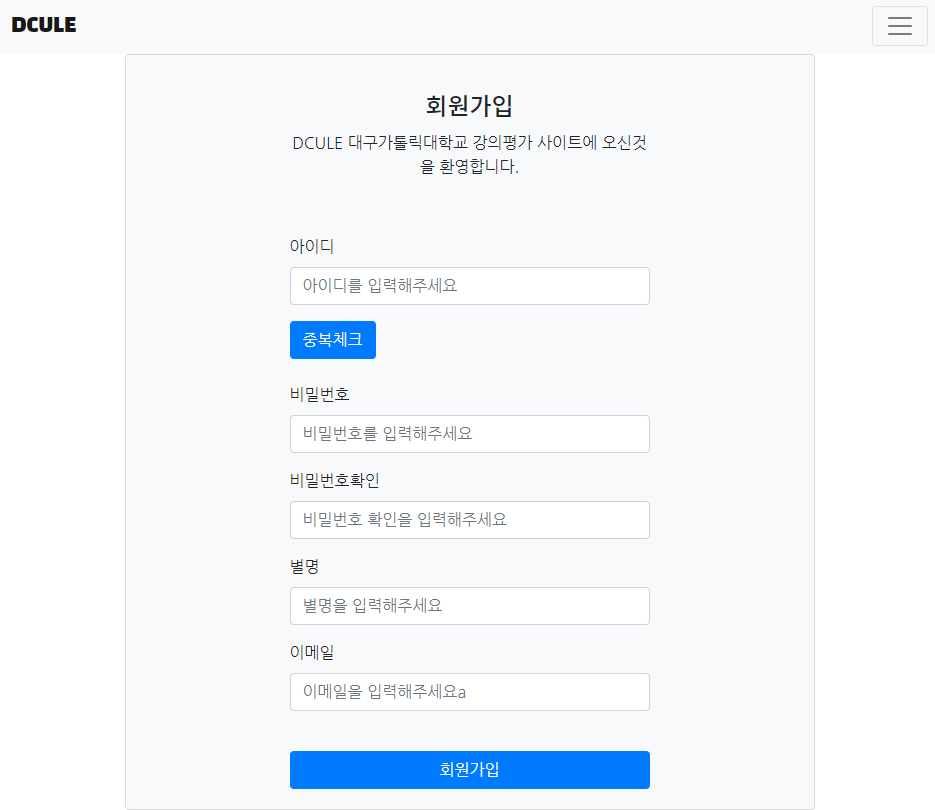 DCULE
회원가입
DCULE 대구가톨릭대학교 강의평가 사이트에 오신것
을 환영합니다.
아이디
아이디를 입력해주세요
중복체크
비밀번호
비밀번호를 입력해주세요
비밀번호확인
비밀번호 확인을 입력해주세요
별명
별명을 입력해주세요
이메일
이메일을 입력해주세요a
회원가입